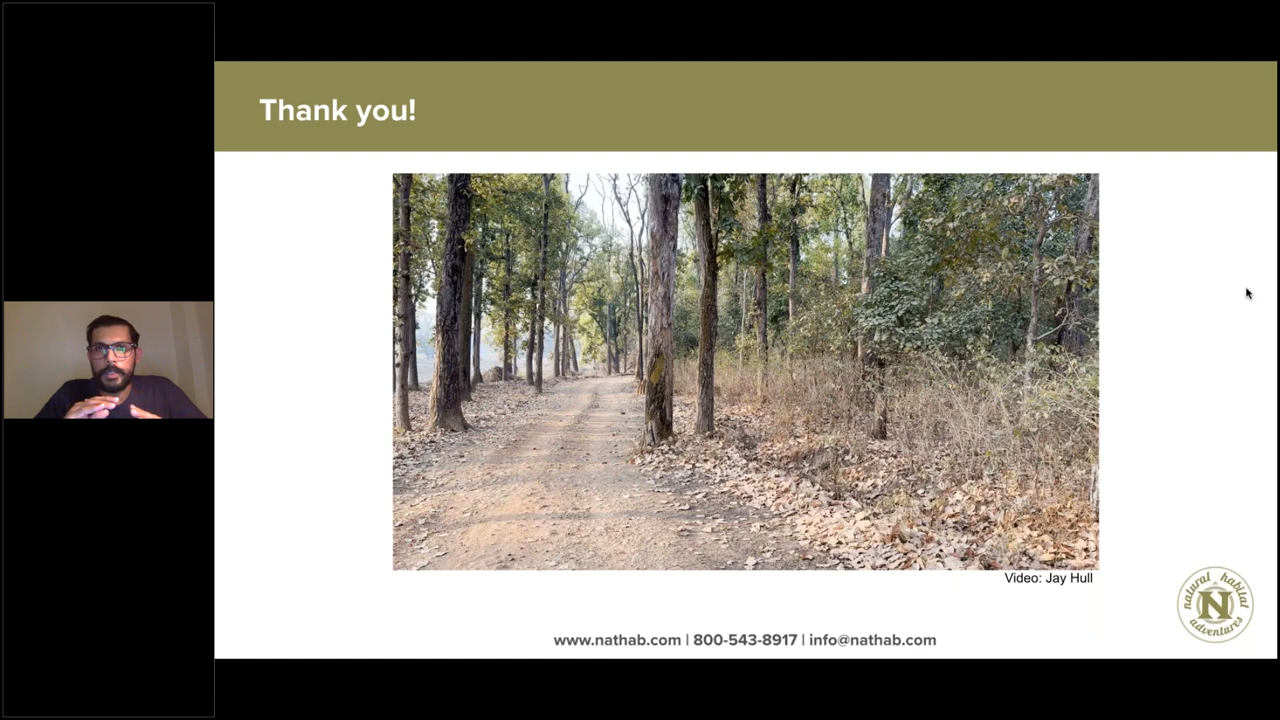 Thank you!
Video: Jay Hull
natural habitat
N
adventures
www.nathab.com | 800-543-8917 | info@nathab.com